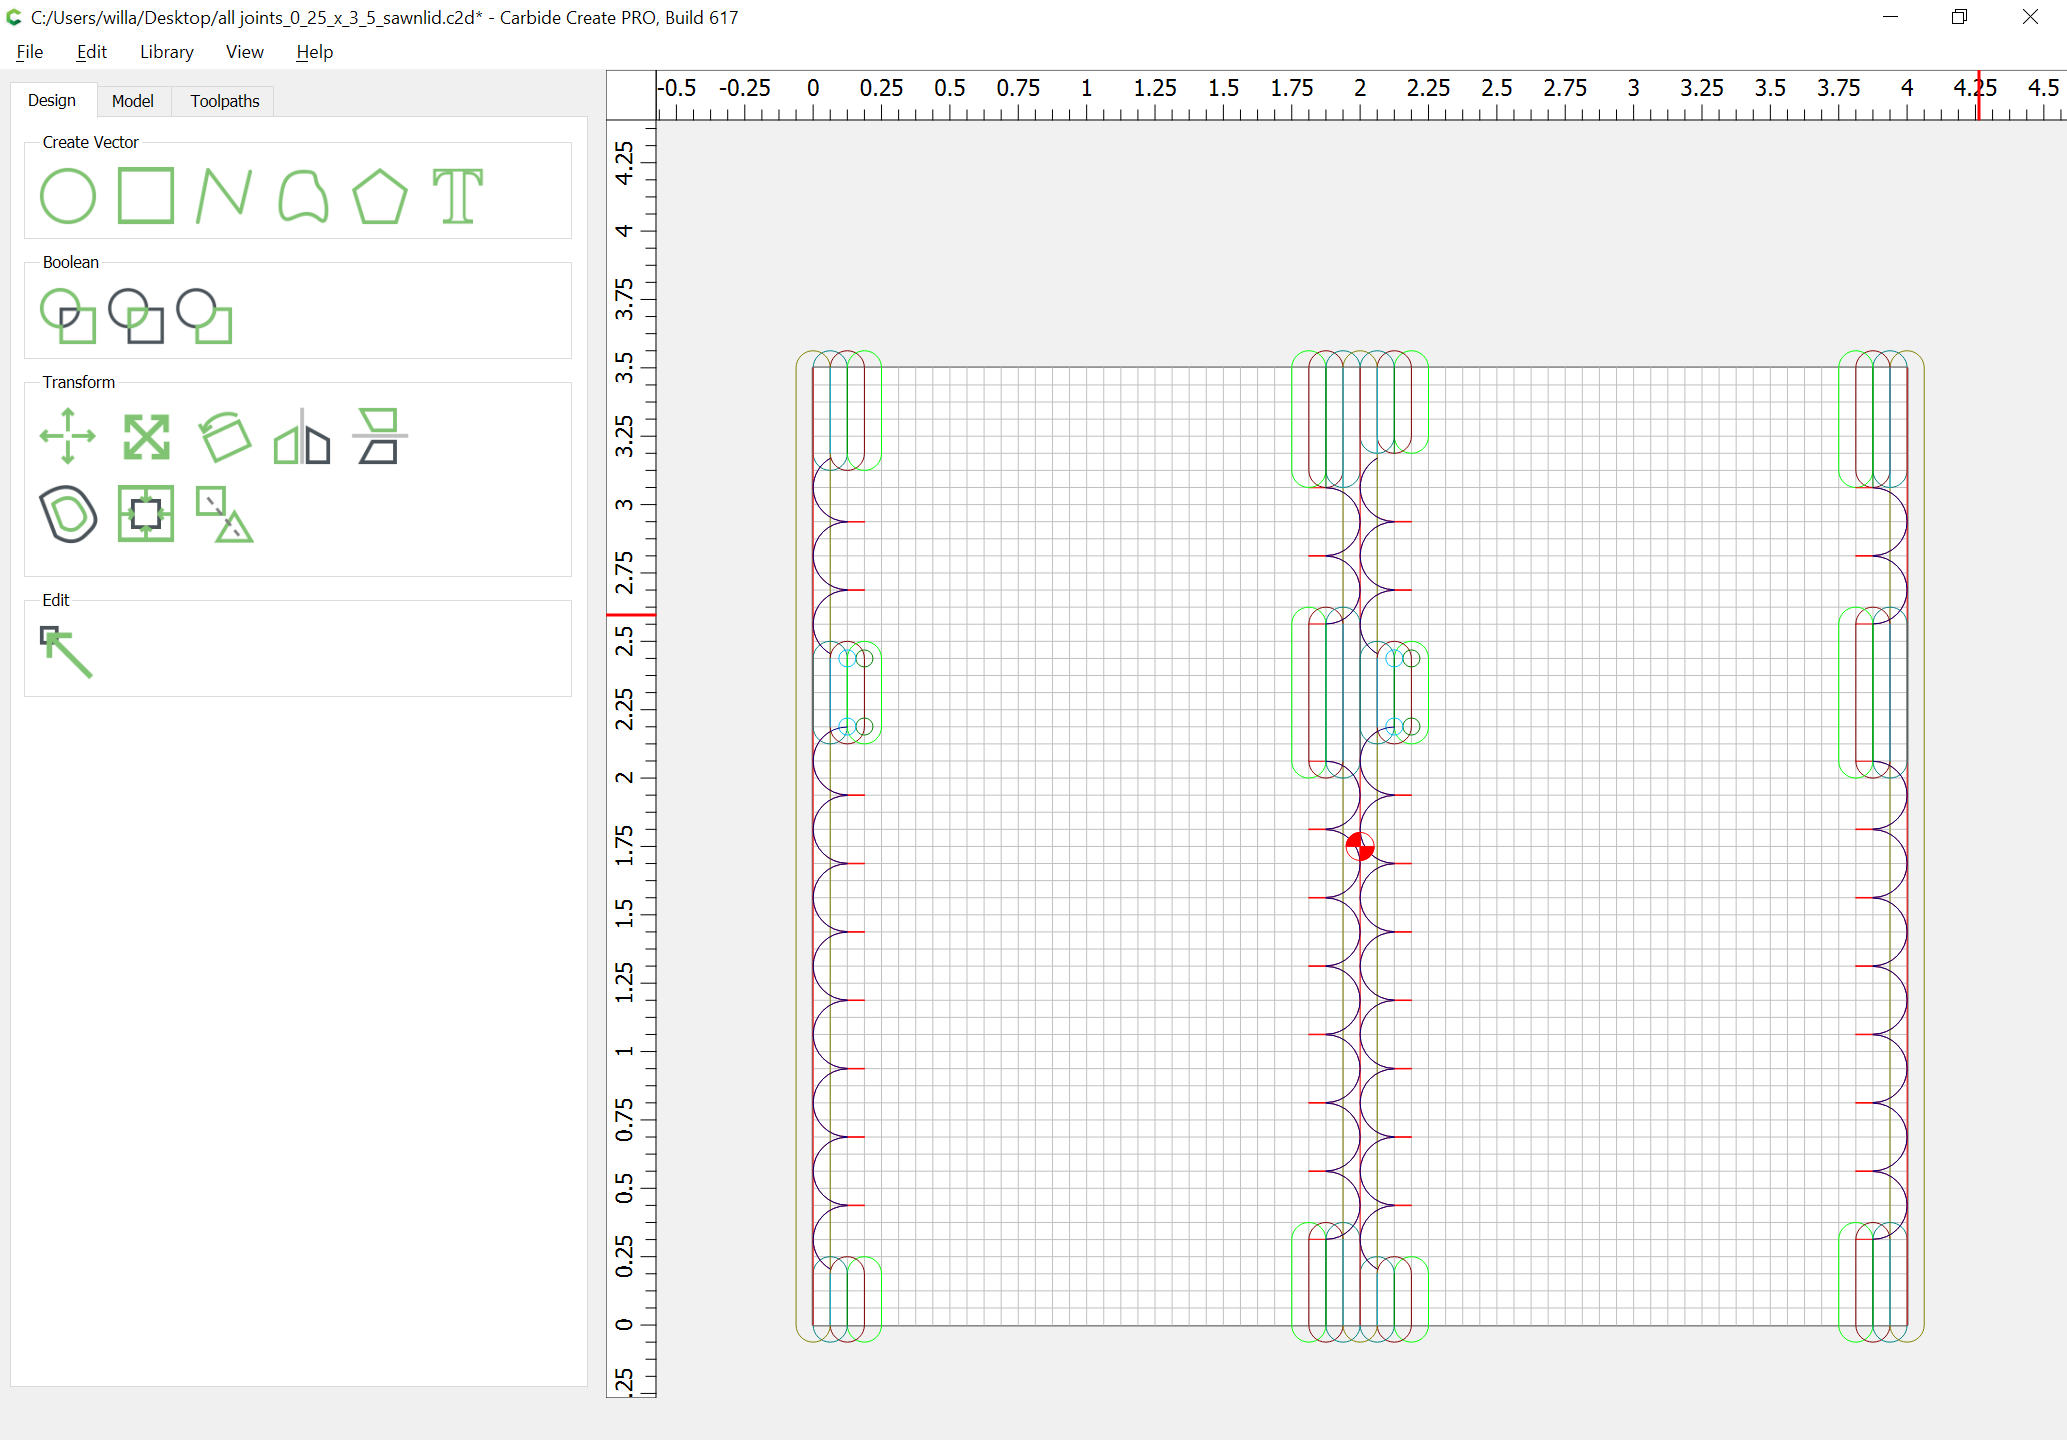 C:/Users/willa/Desktop/all joints_0_25_x_3_5_sawnlid.c2d* - Carbide Create PRO, Build 617
File Edit Library View Help
Design Model Toolpaths
Create Vector
Boolean
Transform
Edit
-0.5 -0.25 0 0.25 0.5 0.75 1 1.25 1.5 1.75 2 2.25 2.5 2.75 3 3.25 3.5 3.75 4 4.25 4.5
4.25
4
3.75
3.5
3.25
3
2.75
2.5
2.25
2
1.75
1.5
1.25
1
0.75
0.5
0.25
0
.25